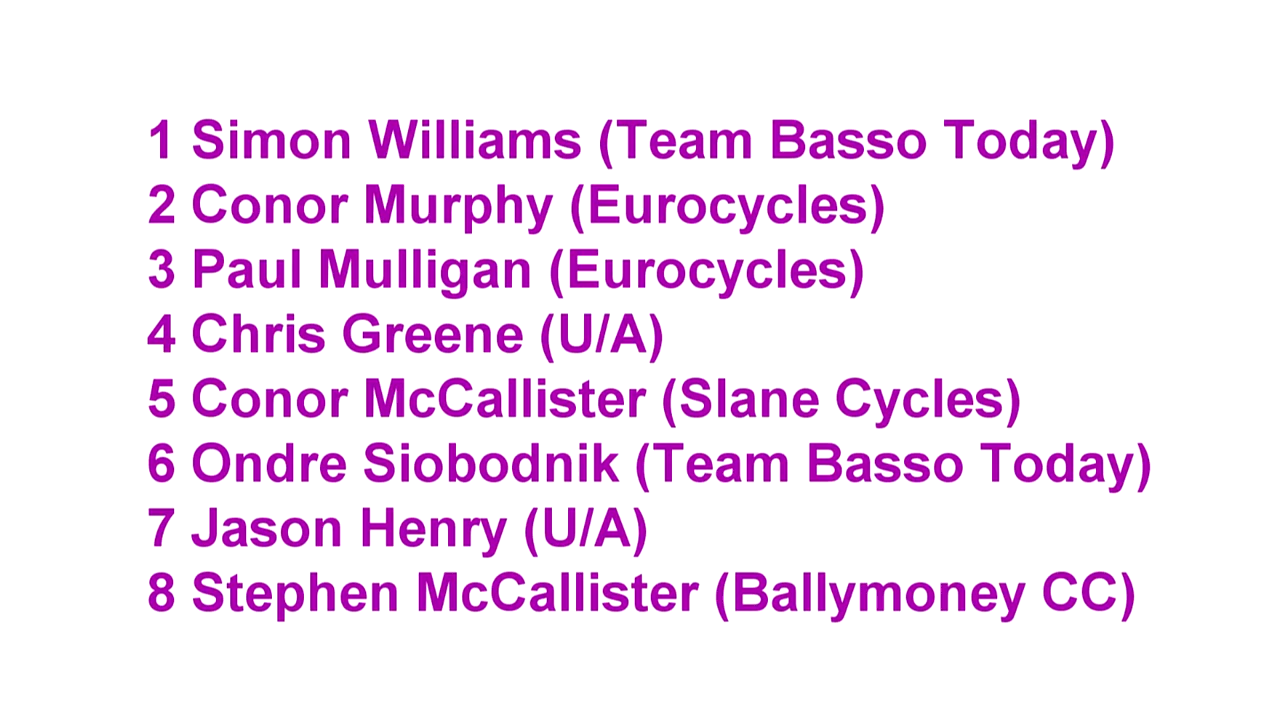 1 Simon Williams (Team Basso Today)
2 Conor Murphy (Eurocycles)
3 Paul Mulligan (Eurocycles)
4 Chris Greene (U/A)
5 Conor McCallister (Slane Cycles)
6 Ondre Siobodnik (Team Basso Today)
7 Jason Henry (U/A)
8 Stephen McCallister (Ballymoney CC)